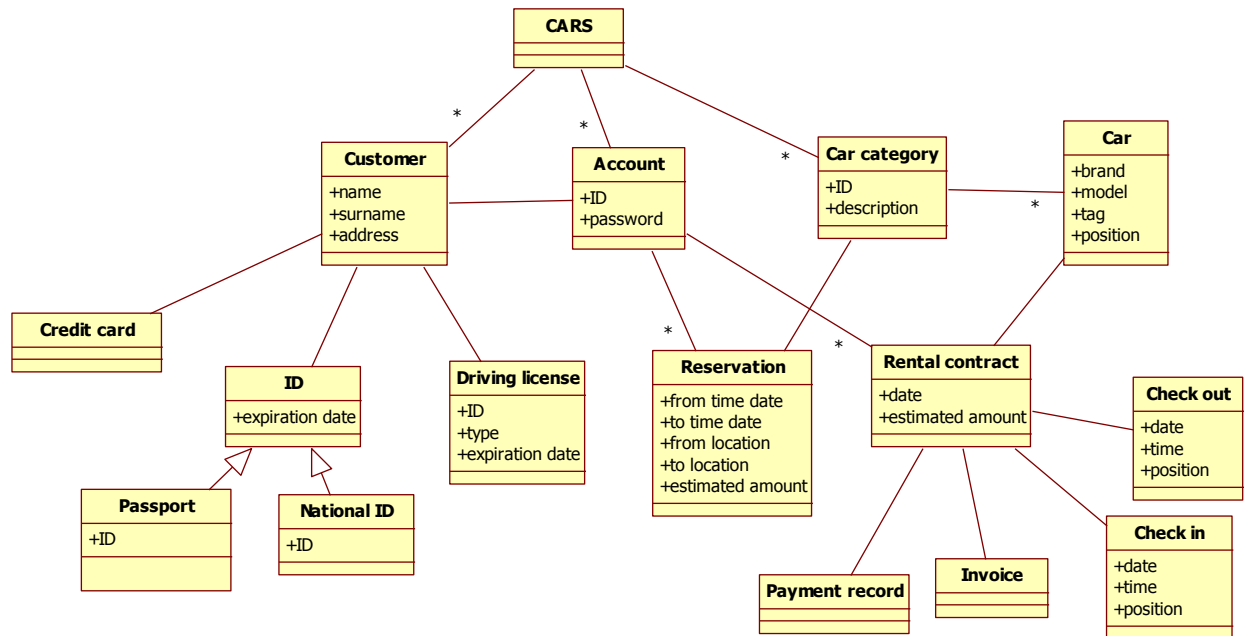 CARS
*
*
*
Customer
+name
+surname
+address
Account
+ID
+password
Car category
+ID
+description
*
Car
+brand
+model
+tag
+position
Credit card
ID
+expiration date
Driving license
+ID
+type
+expiration date
*
Reservation
+from time date
+to time date
+from location
+to location
+estimated amount
*
Rental contract
+date
+estimated amount
Check out
+date
+time
+position
Passport
+ID
National ID
+ID
Payment record
Invoice
Check in
+date
+time
+position